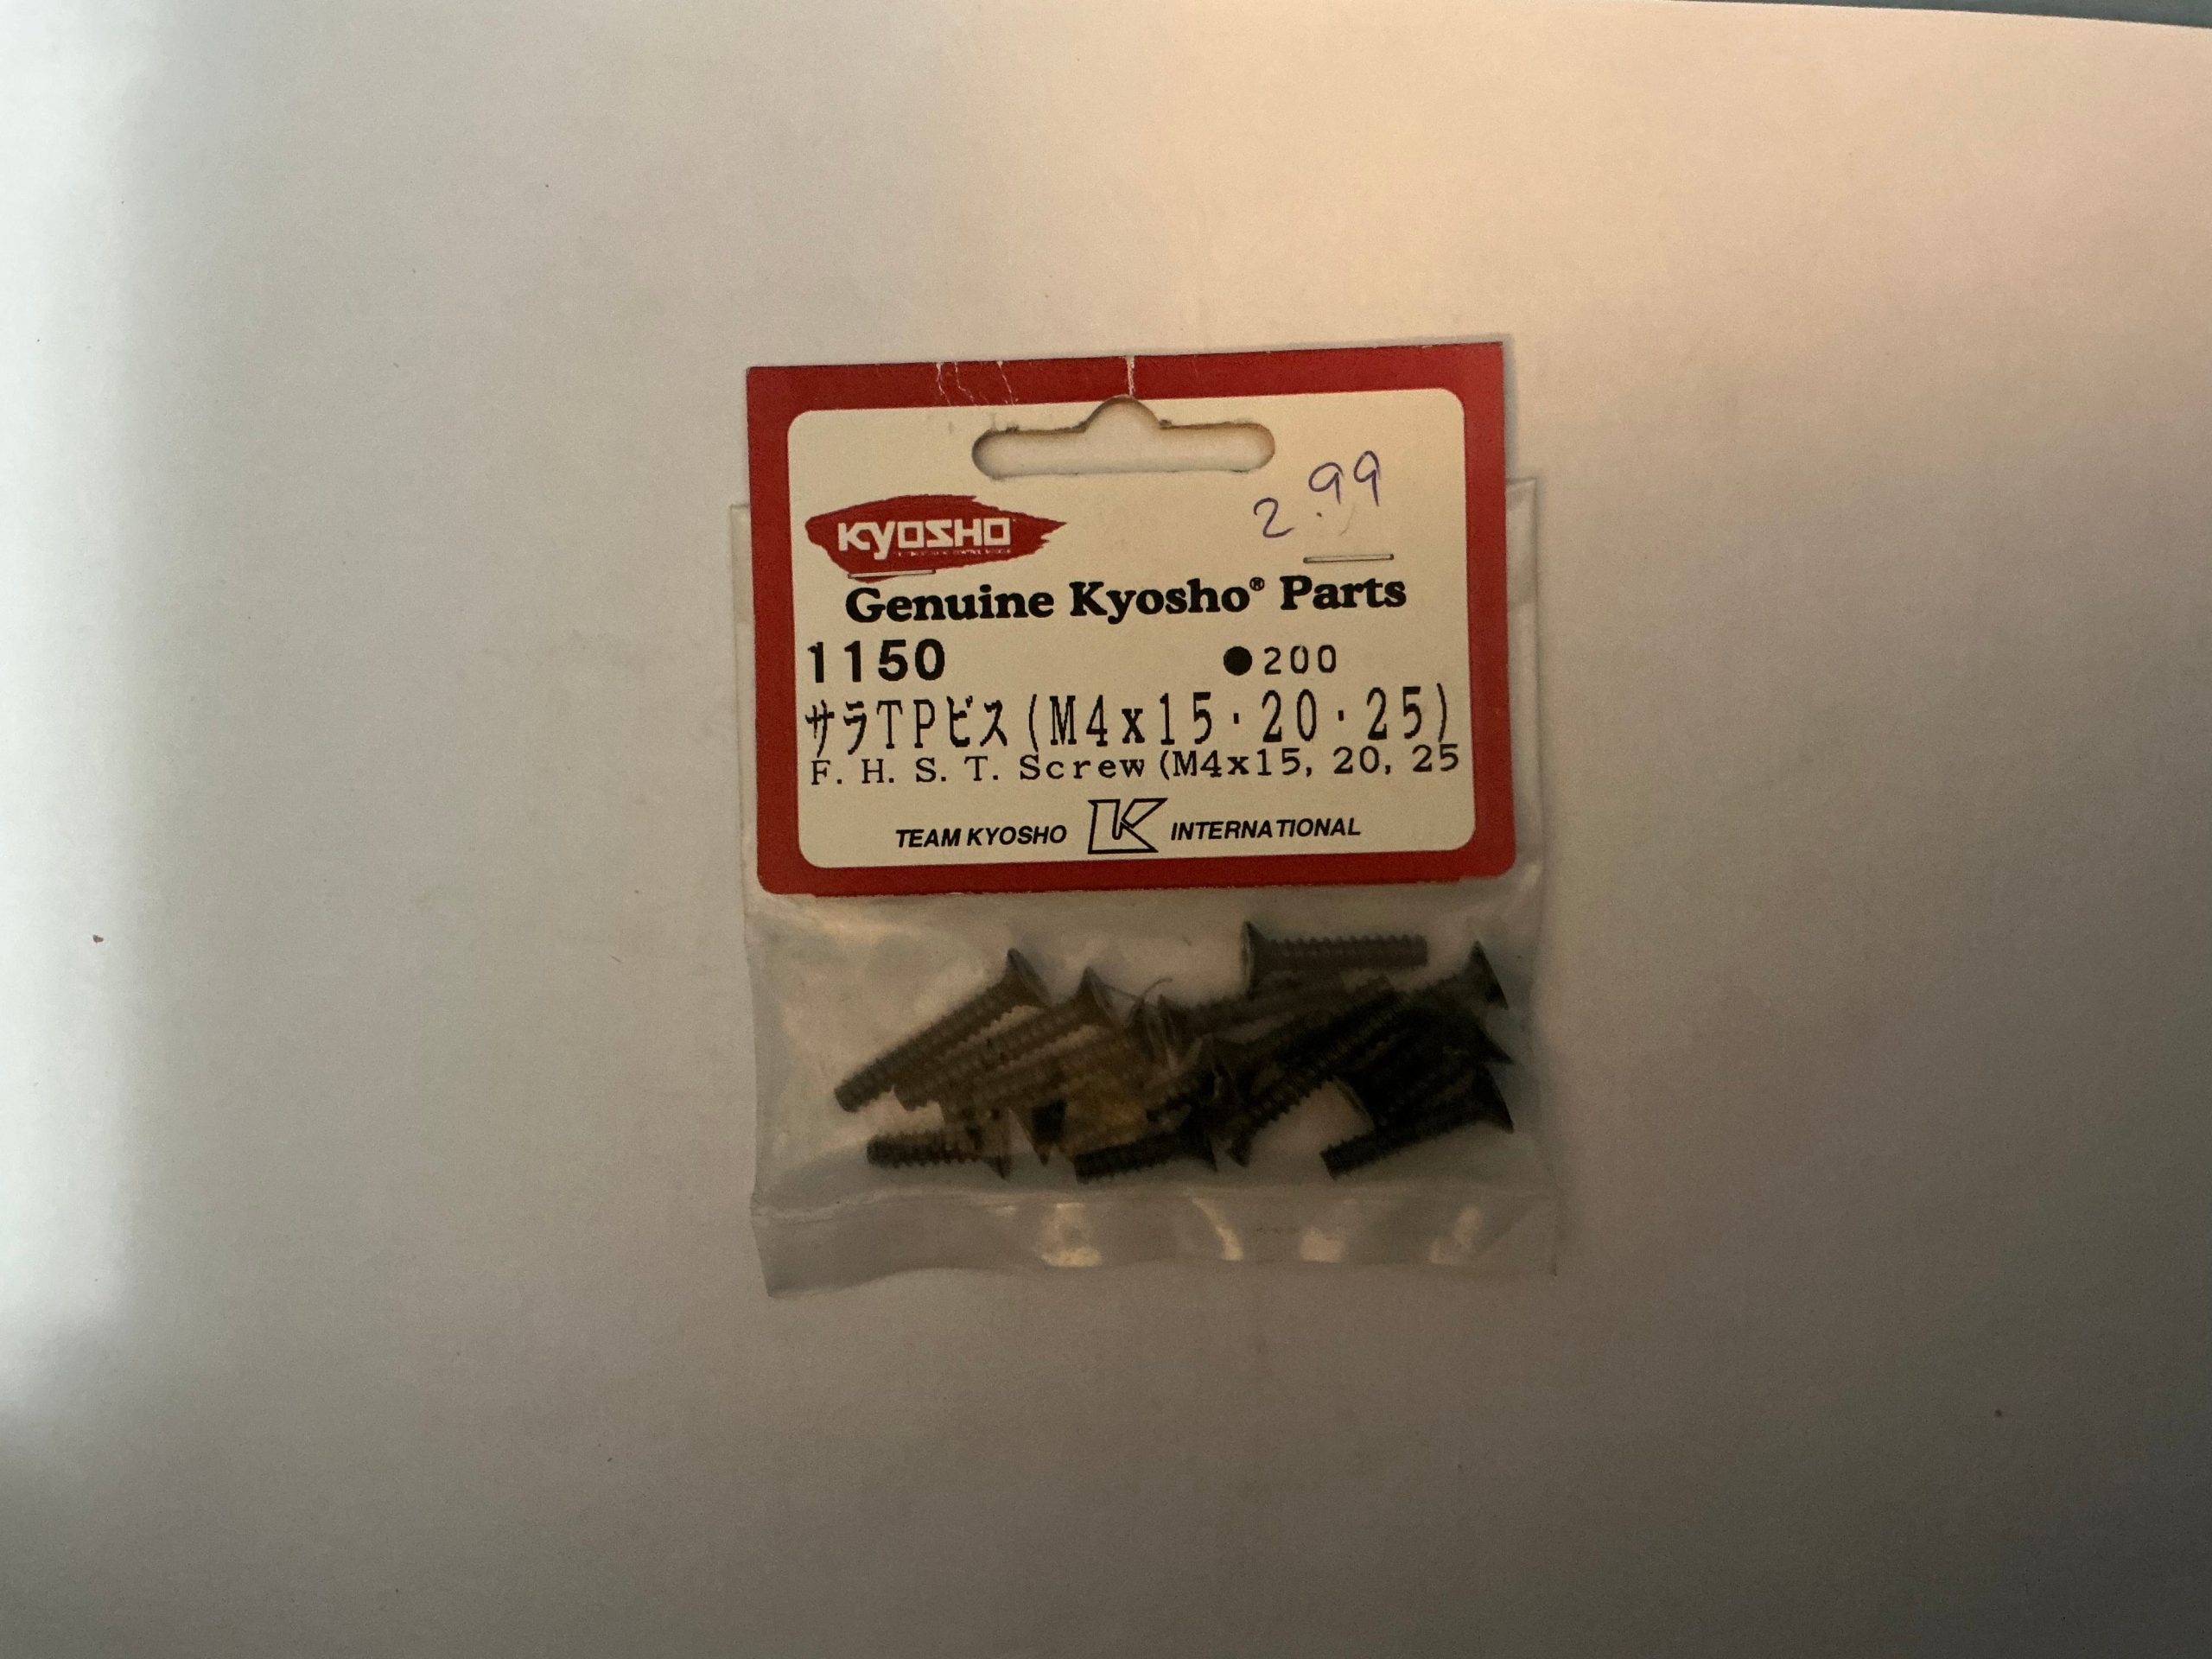 2.99
KYOSHO
Genuine Kyosho® Parts
1150 ●200
サラTPビス(M4x15・20・25)
F. H. S. T. Screw (M4x15, 20, 25
TEAM KYOSHO K INTERNATIONAL